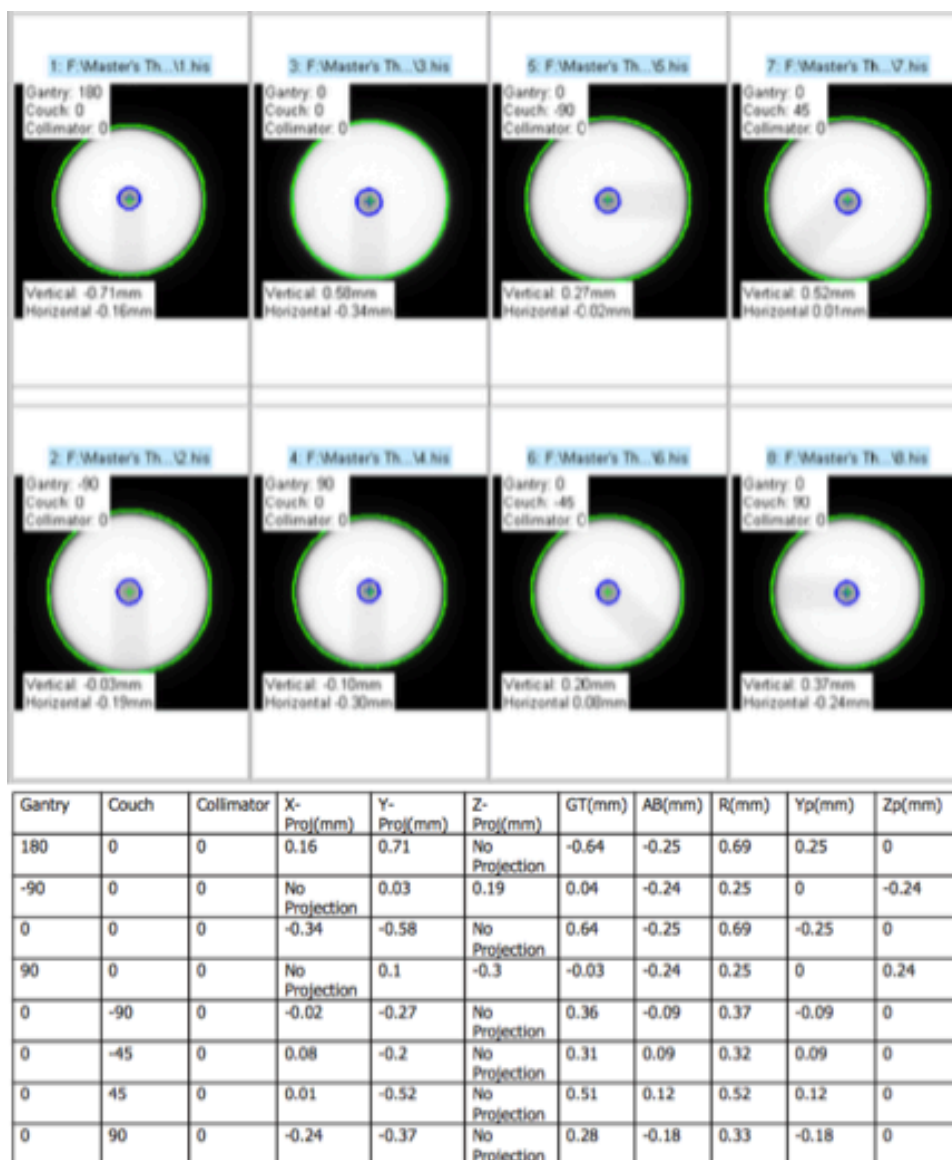 1: F:\Master's Th...\1.his
Gantry: 180
Couch: 0
Collimator: 0
Vertical: -0.71mm
Horizontal -0.16mm
3: F:\Master's Th...\3.his
Gantry: 0
Couch: 0
Collimator: 0
Vertical: 0.58mm
Horizontal -0.34mm
5: F:\Master's Th...\5.his
Gantry: 0
Couch: -90
Collimator: 0
Vertical: 0.27mm
Horizontal -0.02mm
7: F:\Master's Th...\7.his
Gantry: 0
Couch: 45
Collimator: 0
Vertical: 0.52mm
Horizontal 0.01mm
2: F:\Master's Th...\2.his
Gantry: -90
Couch: 0
Collimator: 0
Vertical: -0.03mm
Horizontal -0.19mm
4: F:\Master's Th...\4.his
Gantry: 90
Couch: 0
Collimator: 0
Vertical: -0.10mm
Horizontal -0.30mm
6: F:\Master's Th...\6.his
Gantry: 0
Couch: -45
Collimator: 0
Vertical: 0.20mm
Horizontal 0.08mm
8: F:\Master's Th...\8.his
Gantry: 0
Couch: 90
Collimator: 0
Vertical: 0.37mm
Horizontal -0.24mm
Gantry Couch Collimator X-Proj(mm) Y-Proj(mm) Z-Proj(mm) GT(mm) AB(mm) R(mm) Yp(mm) Zp(mm)
180 0 0 0.16 0.71 No Projection -0.64 -0.25 0.69 0.25 0
-90 0 0 No Projection 0.03 0.19 0.04 -0.24 0.25 0 -0.24
0 0 0 -0.34 -0.58 No Projection 0.64 -0.25 0.69 -0.25 0
90 0 0 No Projection 0.1 -0.3 -0.03 -0.24 0.25 0 0.24
0 -90 0 -0.02 -0.27 No Projection 0.36 -0.09 0.37 -0.09 0
0 -45 0 0.08 -0.2 No Projection 0.31 0.09 0.32 0.09 0
0 45 0 0.01 -0.52 No Projection 0.51 0.12 0.52 0.12 0
0 90 0 -0.24 -0.37 No Projection 0.28 -0.18 0.33 -0.18 0